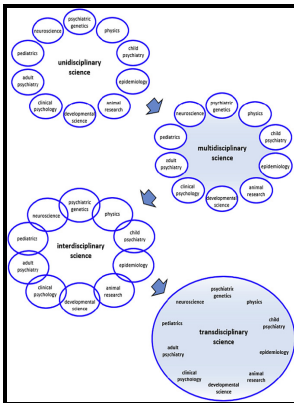 psychiatric
genetics
neuroscience
physics
pediatrics
child
psychiatry
unidisciplinary
science
adult
psychiatry
epidemiology
clinical
psychology
animal
research
developmental
science
psychiatric
genetics
neuroscience
physics
pediatrics
child
psychiatry
multidisciplinary
science
adult
psychiatry
epidemiology
clinical
psychology
animal
research
developmental
science
psychiatric
genetics
neuroscience
physics
pediatrics
child
psychiatry
interdisciplinary
science
adult
psychiatry
epidemiology
clinical
psychology
animal
research
developmental
science
psychiatric
genetics
neuroscience
physics
pediatrics
child
psychiatry
transdisciplinary
science
adult
psychiatry
epidemiology
clinical
psychology
animal
research
developmental
science